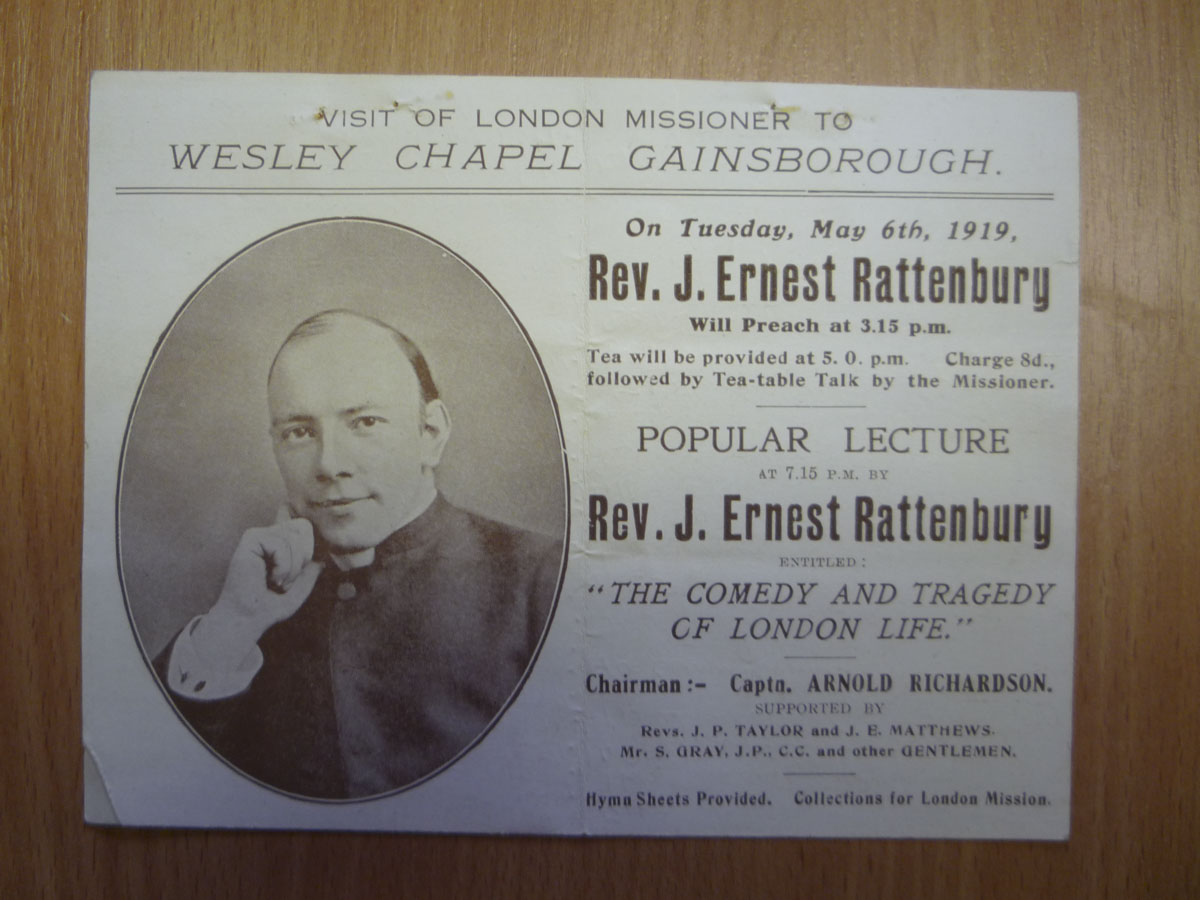 VISIT OF LONDON MISSIONER TO
WESLEY CHAPEL GAINSBOROUGH.
On Tuesday, May 6th, 1919,
Rev. J. Ernest Rattenbury
Will Preach at 3.15 p.m.
Tea will be provided at 5. 0. p.m. Charge 8d.,
followed by Tea-table Talk by the Missioner.
POPULAR LECTURE
AT 7.15 P.M. BY
Rev. J. Ernest Rattenbury
ENTITLED:
"THE COMEDY AND TRAGEDY
OF LONDON LIFE."
Chairman:- Captn. ARNOLD RICHARDSON.
SUPPORTED BY
Revs. J. P. TAYLOR and J. E. MATTHEWS.
Mr. S. GRAY, J.P., C.C. and other GENTLEMEN.
Hymn Sheets Provided. Collections for London Mission.